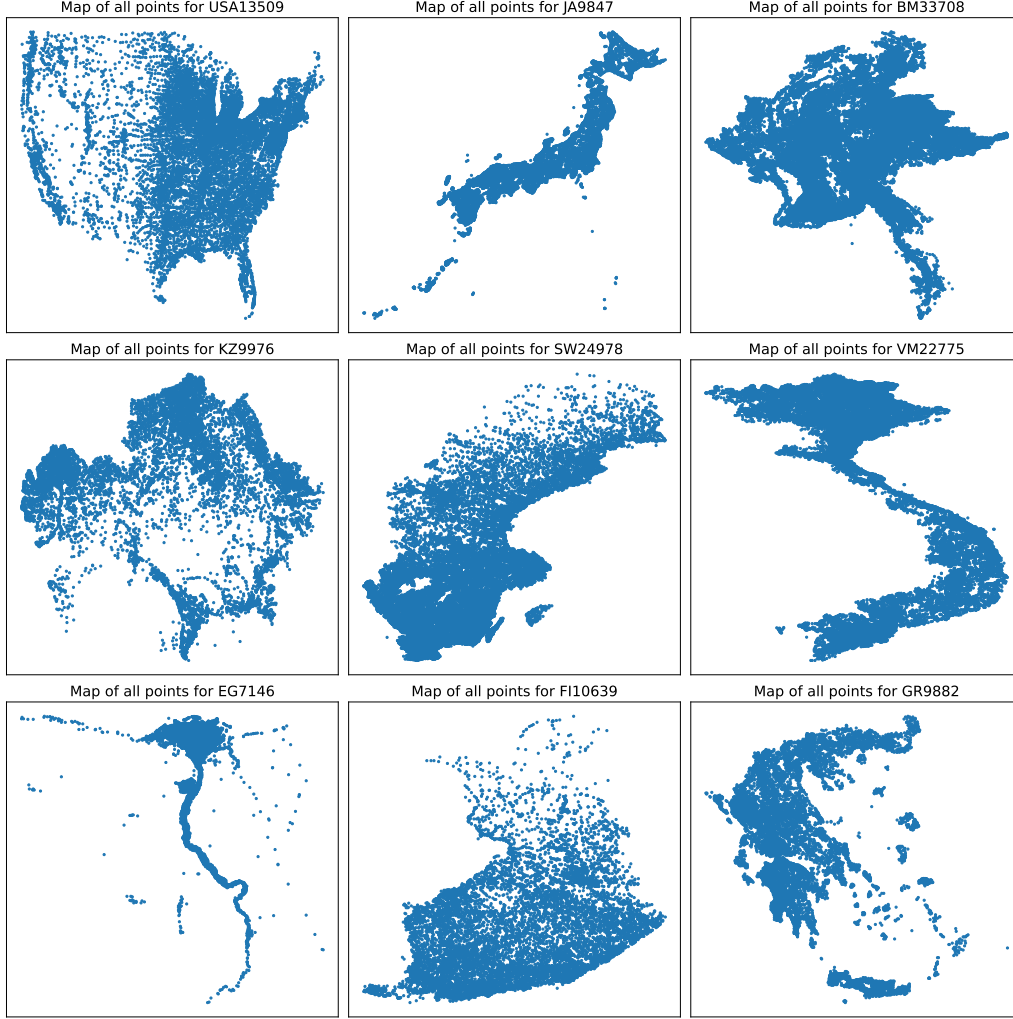 Map of all points for USA13509
Map of all points for JA9847
Map of all points for BM33708
Map of all points for KZ9976
Map of all points for SW24978
Map of all points for VM22775
Map of all points for EG7146
Map of all points for FI10639
Map of all points for GR9882